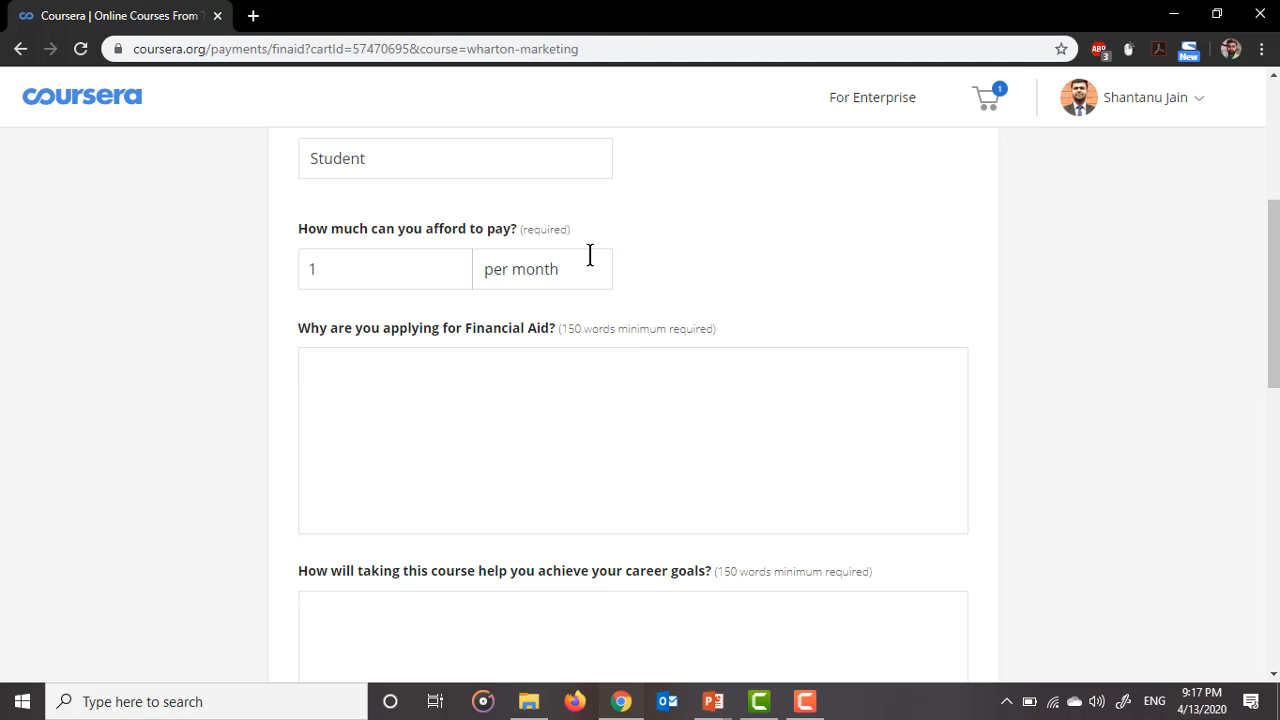 Coursera | Online Courses From
coursera.org/payments/finaid?cartId=57470695&course=wharton-marketing
ABP
3
New
coursera
For Enterprise
1
Shantanu Jain
Student
How much can you afford to pay? (required)
1
per month
Why are you applying for Financial Aid? (150 words minimum required)
How will taking this course help you achieve your career goals? (150 words minimum required)
Type here to search
ENG
9:17 PM
4/13/2020